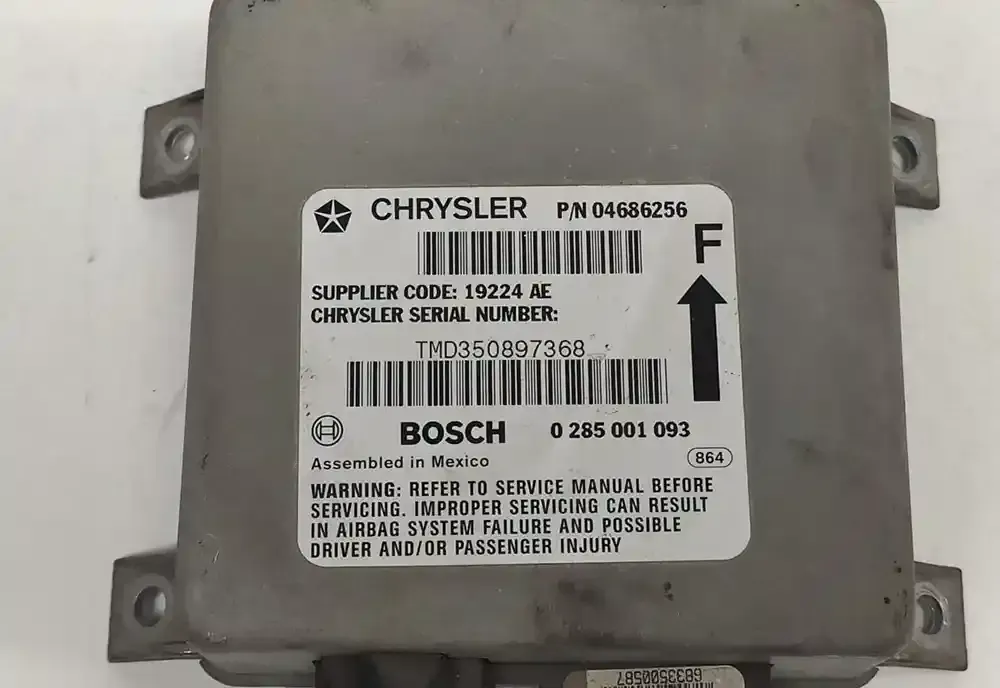 CHRYSLER P/N 04686256
F
SUPPLIER CODE: 19224 AE
CHRYSLER SERIAL NUMBER:
TMD350897368
BOSCH 0 285 001 093
Assembled in Mexico 864
WARNING: REFER TO SERVICE MANUAL BEFORE
SERVICING. IMPROPER SERVICING CAN RESULT
IN AIRBAG SYSTEM FAILURE AND POSSIBLE
DRIVER AND/OR PASSENGER INJURY